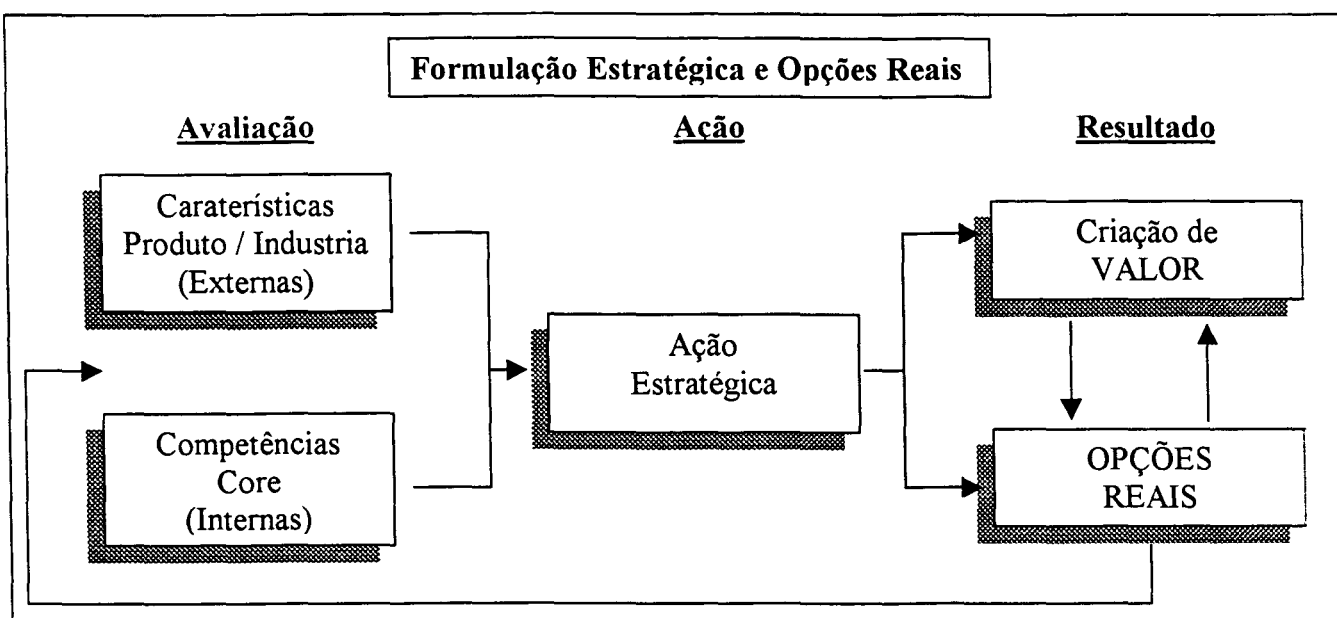 Formulação Estratégica e Opções Reais
Avaliação
Ação
Resultado
Caraterísticas
Produto / Industria
(Externas)
Criação de
VALOR
Ação
Estratégica
Competências
Core
(Internas)
OPÇÕES
REAIS